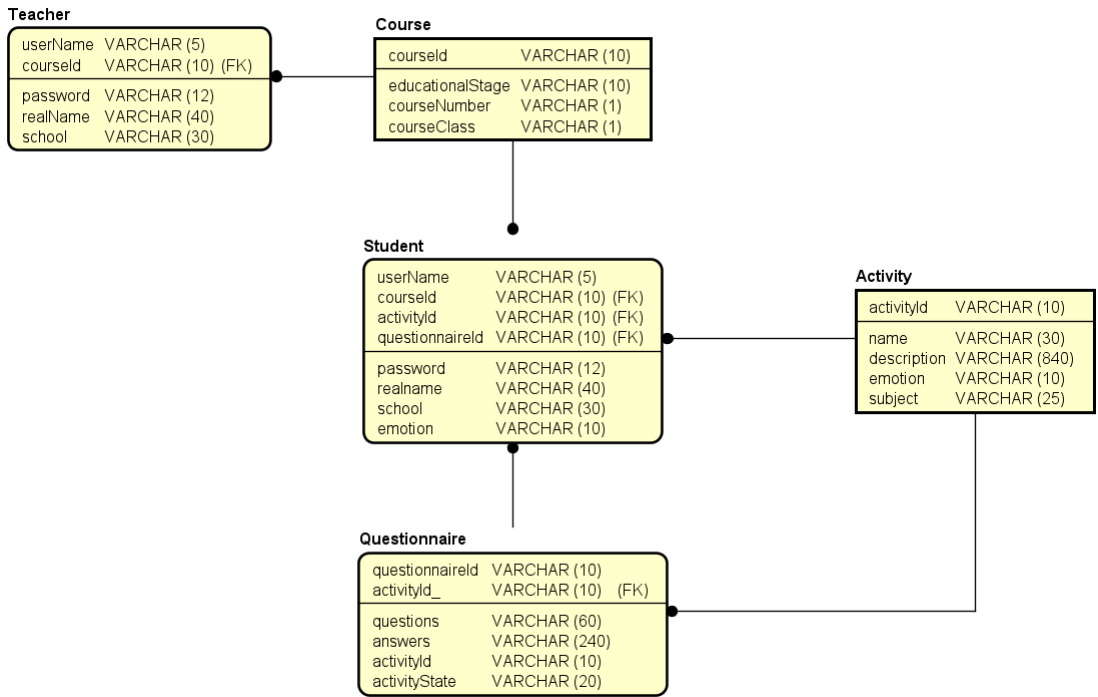 Teacher
userName VARCHAR (5)
courseId VARCHAR (10) (FK)
password VARCHAR (12)
realName VARCHAR (40)
school VARCHAR (30)
Course
courseId VARCHAR (10)
educationalStage VARCHAR (10)
courseNumber VARCHAR (1)
courseClass VARCHAR (1)
Student
userName VARCHAR (5)
courseId VARCHAR (10) (FK)
activityId VARCHAR (10) (FK)
questionnaireId VARCHAR (10) (FK)
password VARCHAR (12)
realname VARCHAR (40)
school VARCHAR (30)
emotion VARCHAR (10)
Activity
activityId VARCHAR (10)
name VARCHAR (30)
description VARCHAR (840)
emotion VARCHAR (10)
subject VARCHAR (25)
Questionnaire
questionnaireId VARCHAR (10)
activityId_ VARCHAR (10) (FK)
questions VARCHAR (60)
answers VARCHAR (240)
activityId VARCHAR (10)
activityState VARCHAR (20)